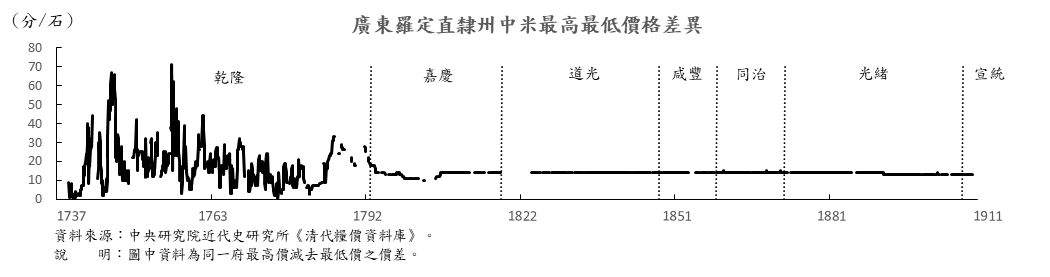 (分/石)
廣東羅定直隸州中米最高最低價格差異
80
70
60
50
40
30
20
10
0
乾隆 嘉慶 道光 咸豐 同治 光緒 宣統
1737 1763 1792 1822 1851 1881 1911
資料來源：中央研究院近代史研究所《清代糧價資料庫》。
說　　明：圖中資料為同一府最高價減去最低價之價差。